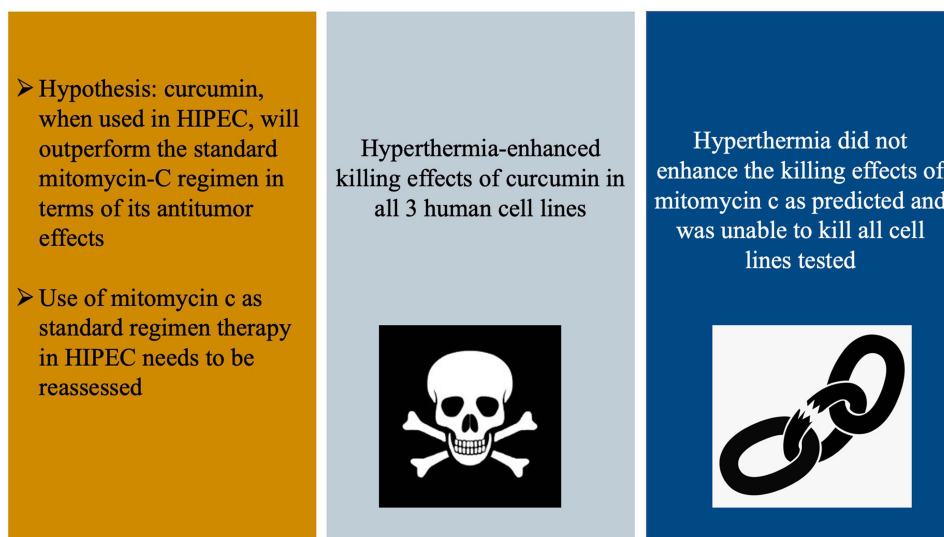 ➢ Hypothesis: curcumin,
when used in HIPEC, will
outperform the standard
mitomycin-C regimen in
terms of its antitumor
effects
➢ Use of mitomycin c as
standard regimen therapy
in HIPEC needs to be
reassessed
Hyperthermia-enhanced
killing effects of curcumin in
all 3 human cell lines
Hyperthermia did not
enhance the killing effects of
mitomycin c as predicted and
was unable to kill all cell
lines tested